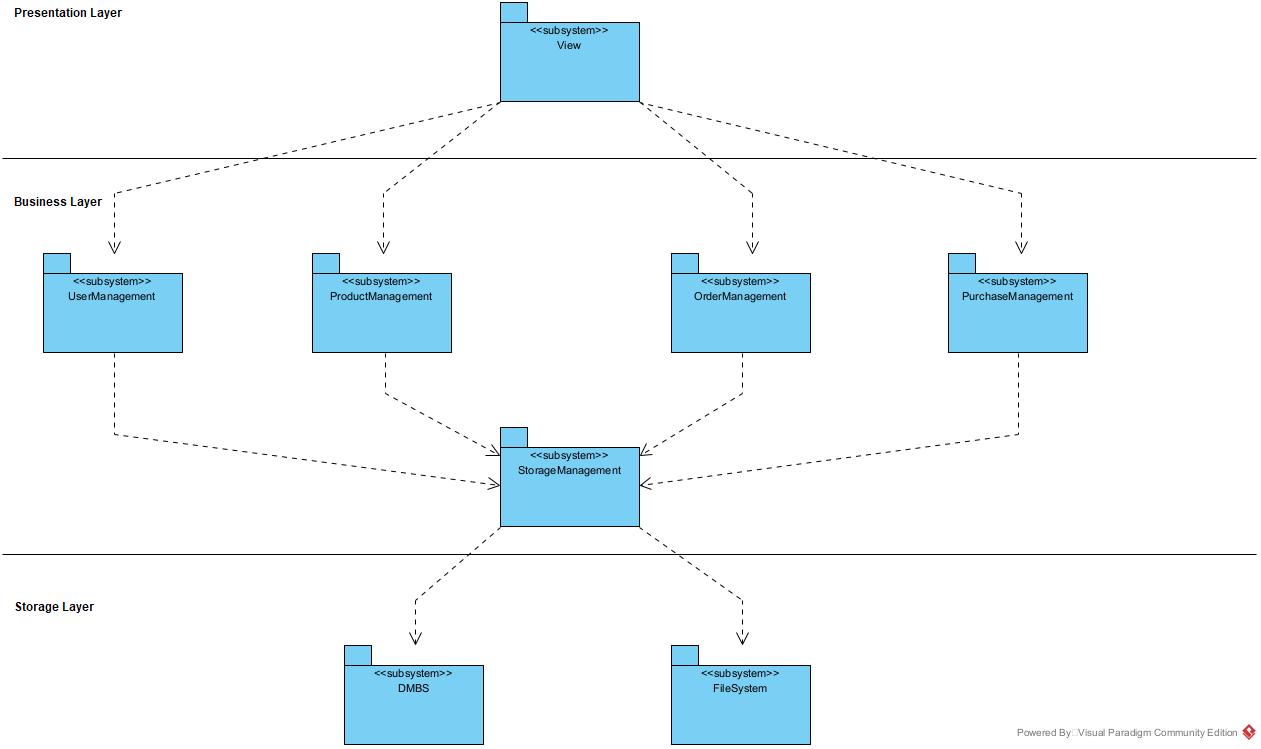 Presentation Layer
<<subsystem>>
View
Business Layer
<<subsystem>>
UserManagement
<<subsystem>>
ProductManagement
<<subsystem>>
OrderManagement
<<subsystem>>
PurchaseManagement
<<subsystem>>
StorageManagement
Storage Layer
<<subsystem>>
DMBS
<<subsystem>>
FileSystem
Powered By Visual Paradigm Community Edition